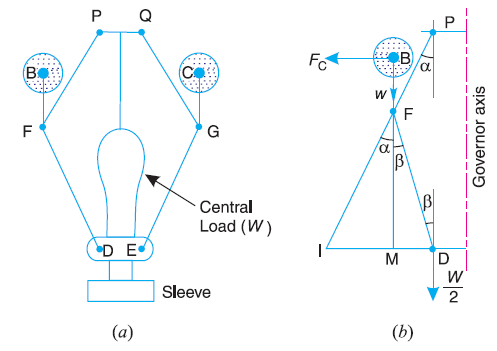 P Q
B C
F G
Central
Load (W)
D E
Sleeve
(a)
P
F_C B α
w
F
α β
Governor axis
β
I M D
W/2
(b)